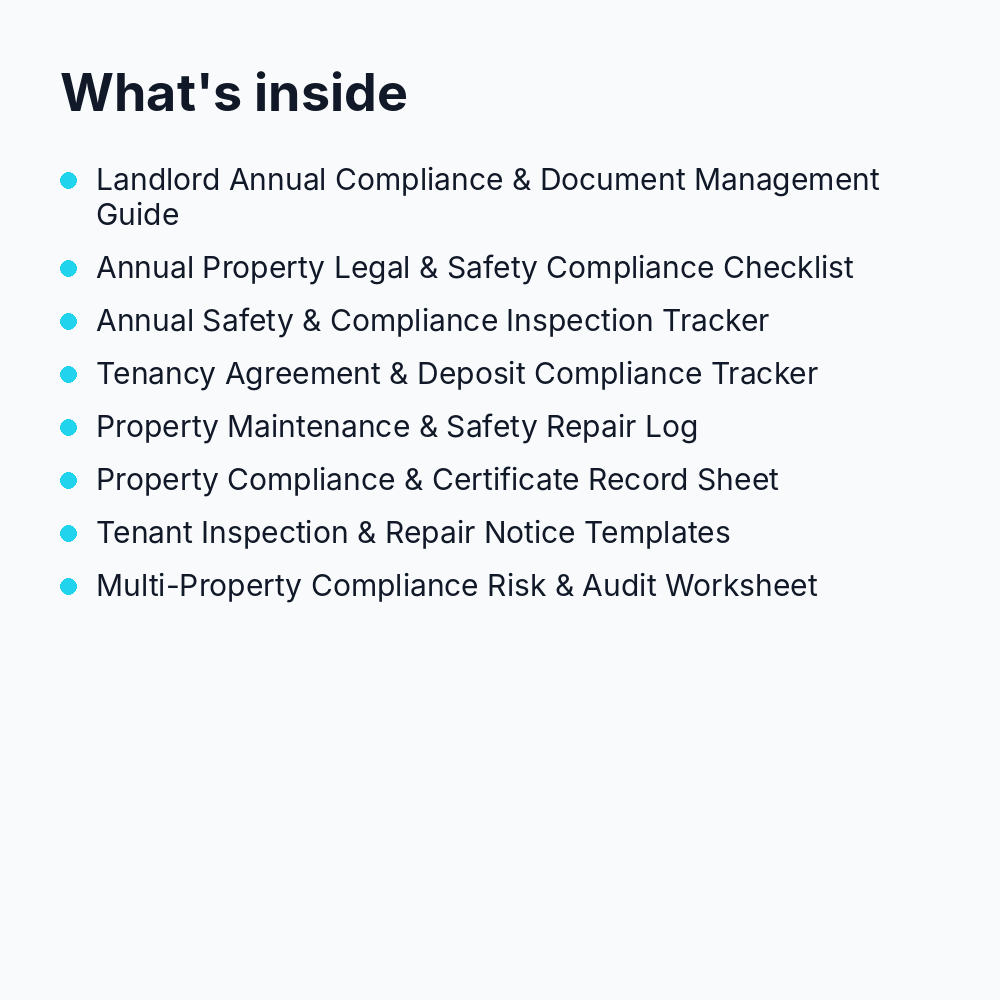 What's inside
Landlord Annual Compliance & Document Management
Guide
Annual Property Legal & Safety Compliance Checklist
Annual Safety & Compliance Inspection Tracker
Tenancy Agreement & Deposit Compliance Tracker
Property Maintenance & Safety Repair Log
Property Compliance & Certificate Record Sheet
Tenant Inspection & Repair Notice Templates
Multi-Property Compliance Risk & Audit Worksheet